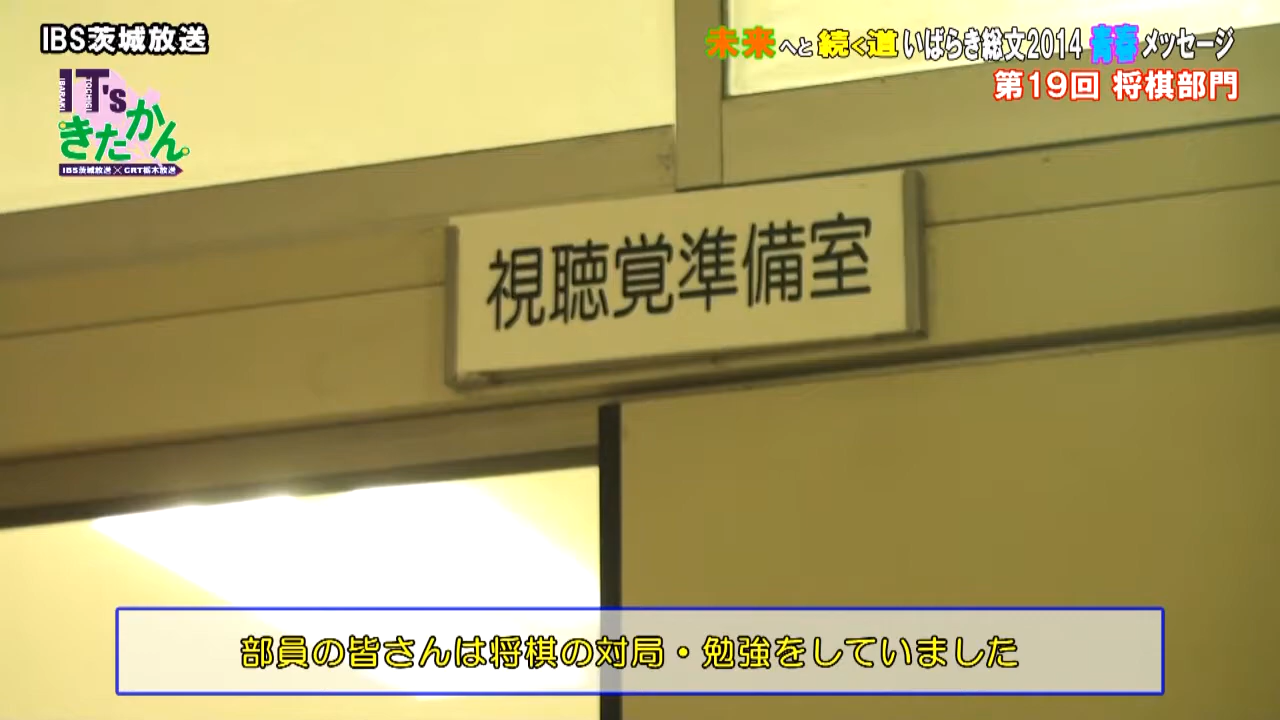 IBS茨城放送
未来へと続く道 いばらき総文2014 青春メッセージ
第19回 将棋部門
IBARAKI
TOCHIGI
IT's
きたかん
IBS茨城放送×CRT栃木放送
視聴覚準備室
部員の皆さんは将棋の対局・勉強をしていました